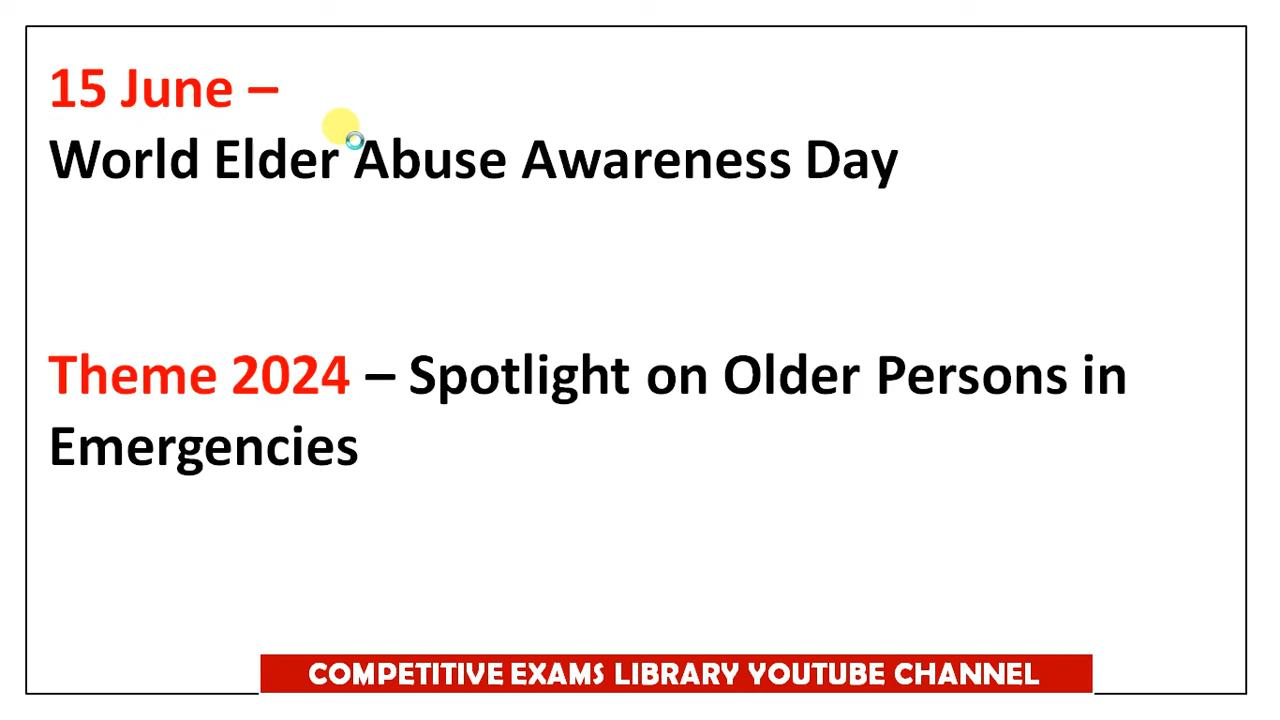 15 June –
World Elder Abuse Awareness Day
Theme 2024 – Spotlight on Older Persons in
Emergencies
COMPETITIVE EXAMS LIBRARY YOUTUBE CHANNEL